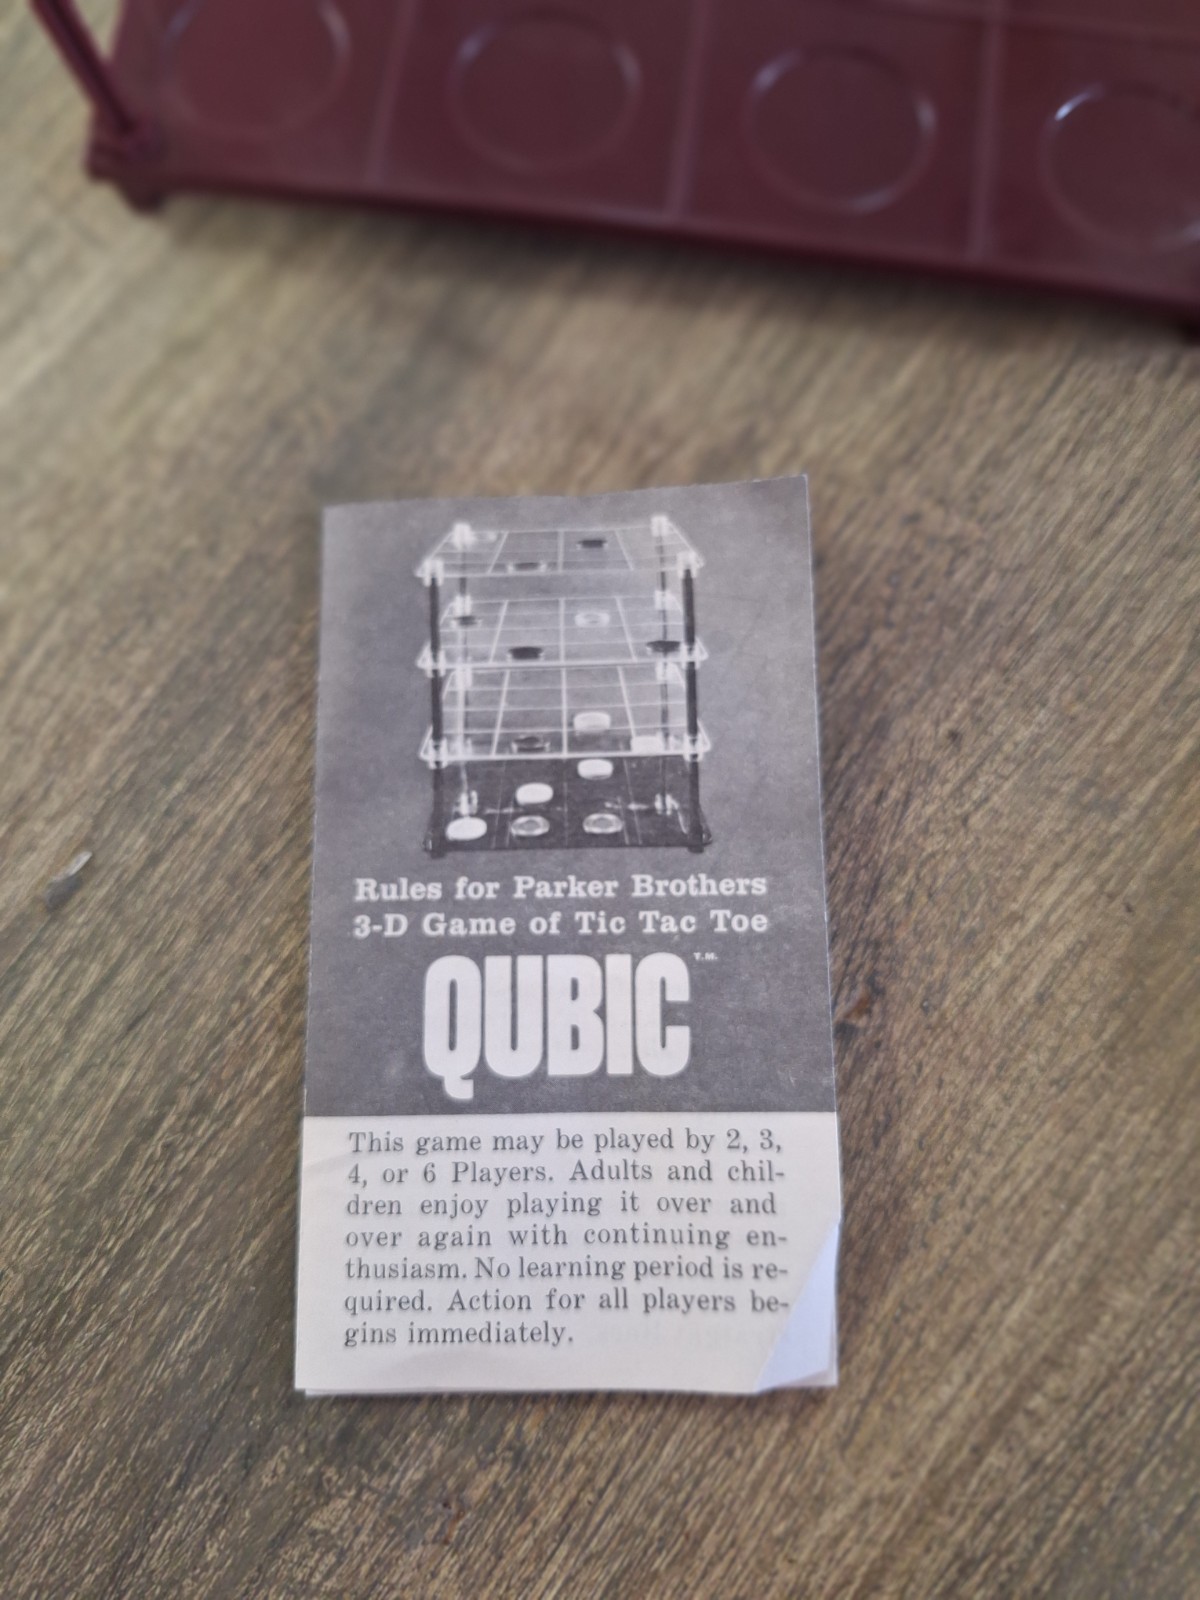 Rules for Parker Brothers
3-D Game of Tic Tac Toe
QUBIC T.M.
This game may be played by 2, 3,
4, or 6 Players. Adults and chil-
dren enjoy playing it over and
over again with continuing en-
thusiasm. No learning period is re-
quired. Action for all players be-
gins immediately.